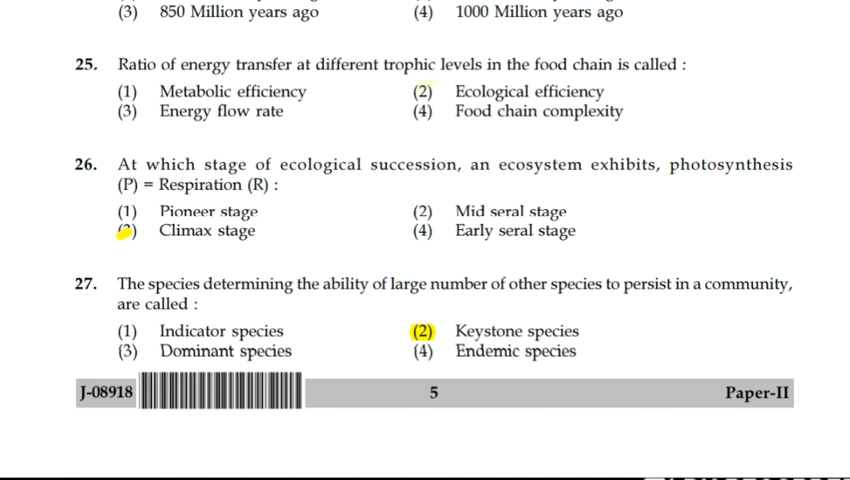 (3) 850 Million years ago (4) 1000 Million years ago
25. Ratio of energy transfer at different trophic levels in the food chain is called :
(1) Metabolic efficiency (2) Ecological efficiency
(3) Energy flow rate (4) Food chain complexity
26. At which stage of ecological succession, an ecosystem exhibits, photosynthesis
(P) = Respiration (R) :
(1) Pioneer stage (2) Mid seral stage
(3) Climax stage (4) Early seral stage
27. The species determining the ability of large number of other species to persist in a community,
are called :
(1) Indicator species (2) Keystone species
(3) Dominant species (4) Endemic species
J-08918 5 Paper-II